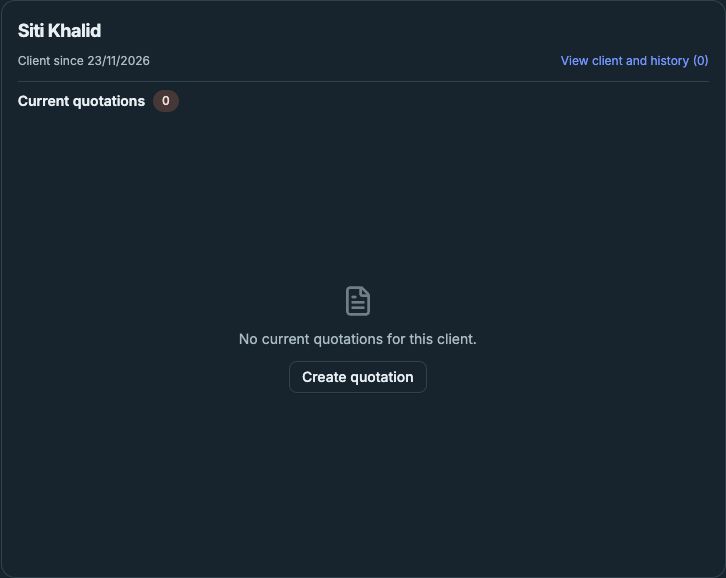 Siti Khalid
Client since 23/11/2026
View client and history (0)
Current quotations 0
No current quotations for this client.
Create quotation